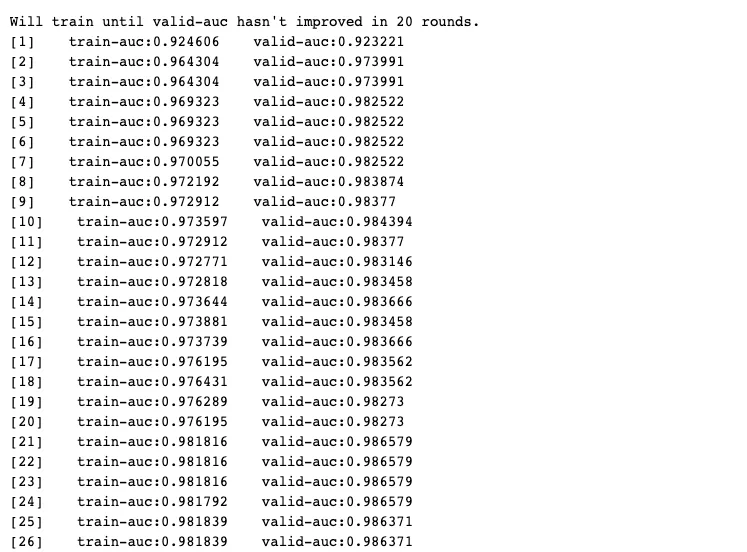 Will train until valid-auc hasn't improved in 20 rounds.
[1]    train-auc:0.924606    valid-auc:0.923221
[2]    train-auc:0.964304    valid-auc:0.973991
[3]    train-auc:0.964304    valid-auc:0.973991
[4]    train-auc:0.969323    valid-auc:0.982522
[5]    train-auc:0.969323    valid-auc:0.982522
[6]    train-auc:0.969323    valid-auc:0.982522
[7]    train-auc:0.970055    valid-auc:0.982522
[8]    train-auc:0.972192    valid-auc:0.983874
[9]    train-auc:0.972912    valid-auc:0.98377
[10]    train-auc:0.973597    valid-auc:0.984394
[11]    train-auc:0.972912    valid-auc:0.98377
[12]    train-auc:0.972771    valid-auc:0.983146
[13]    train-auc:0.972818    valid-auc:0.983458
[14]    train-auc:0.973644    valid-auc:0.983666
[15]    train-auc:0.973881    valid-auc:0.983458
[16]    train-auc:0.973739    valid-auc:0.983666
[17]    train-auc:0.976195    valid-auc:0.983562
[18]    train-auc:0.976431    valid-auc:0.983562
[19]    train-auc:0.976289    valid-auc:0.98273
[20]    train-auc:0.976195    valid-auc:0.98273
[21]    train-auc:0.981816    valid-auc:0.986579
[22]    train-auc:0.981816    valid-auc:0.986579
[23]    train-auc:0.981816    valid-auc:0.986579
[24]    train-auc:0.981792    valid-auc:0.986579
[25]    train-auc:0.981839    valid-auc:0.986371
[26]    train-auc:0.981839    valid-auc:0.986371